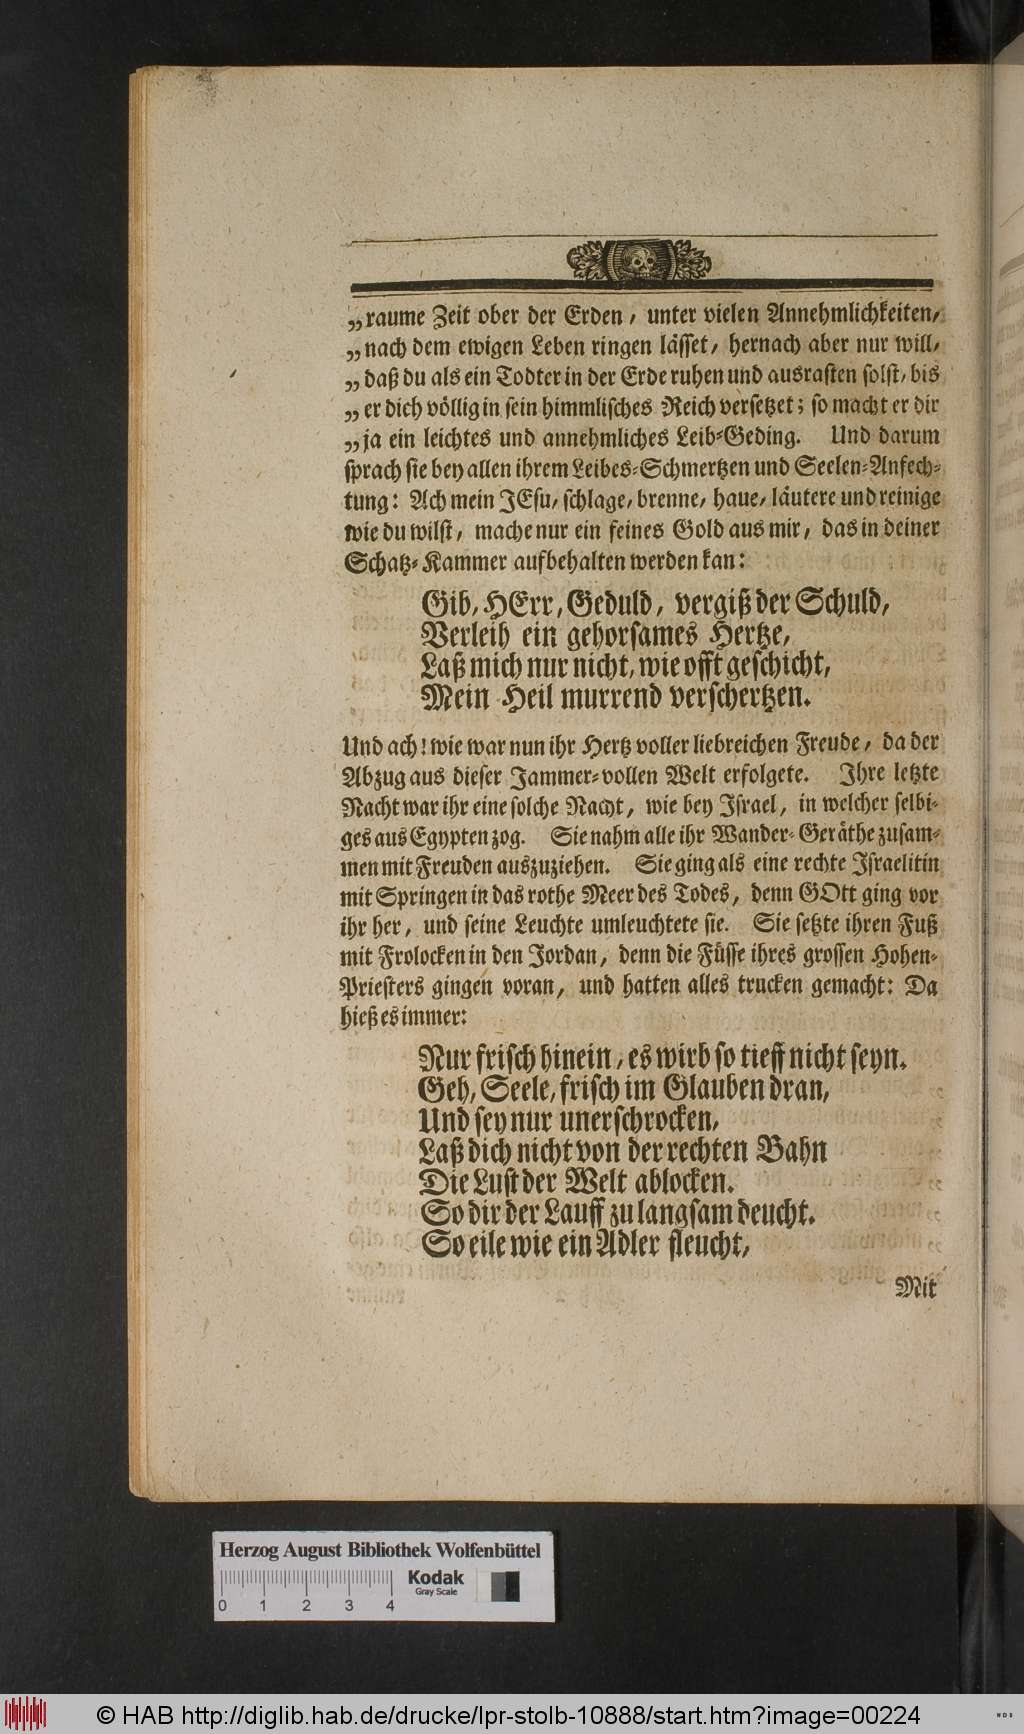 „raume Zeit ober der Erden, unter vielen Annehmlichkeiten,
„nach dem ewigen Leben ringen lässet, hernach aber nur will,
„daß du als ein Todter in der Erde ruhen und ausrasten solst, bis
„er dich völlig in sein himmlisches Reich versetzet; so macht er dir
„ja ein leichtes und annehmliches Leib-Geding. Und darum
sprach sie bey allen ihrem Leibes-Schmertzen und Seelen-Anfech-
tung: Ach mein JEsu, schlage, brenne, haue, läutere und reinige
wie du wilst, mache nur ein feines Gold aus mir, das in deiner
Schatz-Kammer aufbehalten werden kan:
Gib, HErr, Geduld, vergiß der Schuld,
Verleih ein gehorsames Hertze,
Laß mich nur nicht, wie offt geschicht,
Mein Heil murrend verschertzen.
Und ach! wie war nun ihr Hertz voller liebreichen Freude, da der
Abzug aus dieser Jammer-vollen Welt erfolgete. Ihre letzte
Nacht war ihr eine solche Nacht, wie bey Israel, in welcher selbi-
ges aus Egypten zog. Sie nahm alle ihr Wander-Geräthe zusam-
men mit Freuden auszuziehen. Sie ging als eine rechte Israelitin
mit Springen in das rothe Meer des Todes, denn GOtt ging vor
ihr her, und seine Leuchte umleuchtete sie. Sie setzte ihren Fuß
mit Frolocken in den Jordan, denn die Füsse ihres grossen Hohen-
Priesters gingen voran, und hatten alles trucken gemacht: Da
hieß es immer:
Nur frisch hinein, es wirb so tieff nicht seyn.
Geh, Seele, frisch im Glauben dran,
Und sey nur unerschrocken,
Laß dich nicht von der rechten Bahn
Die Lust der Welt ablocken.
So dir der Lauff zu langsam deucht.
So eile wie ein Adler fleucht,
Mit
Herzog August Bibliothek Wolfenbüttel
Kodak
Gray Scale
0 1 2 3 4
© HAB http://diglib.hab.de/drucke/lpr-stolb-10888/start.htm?image=00224